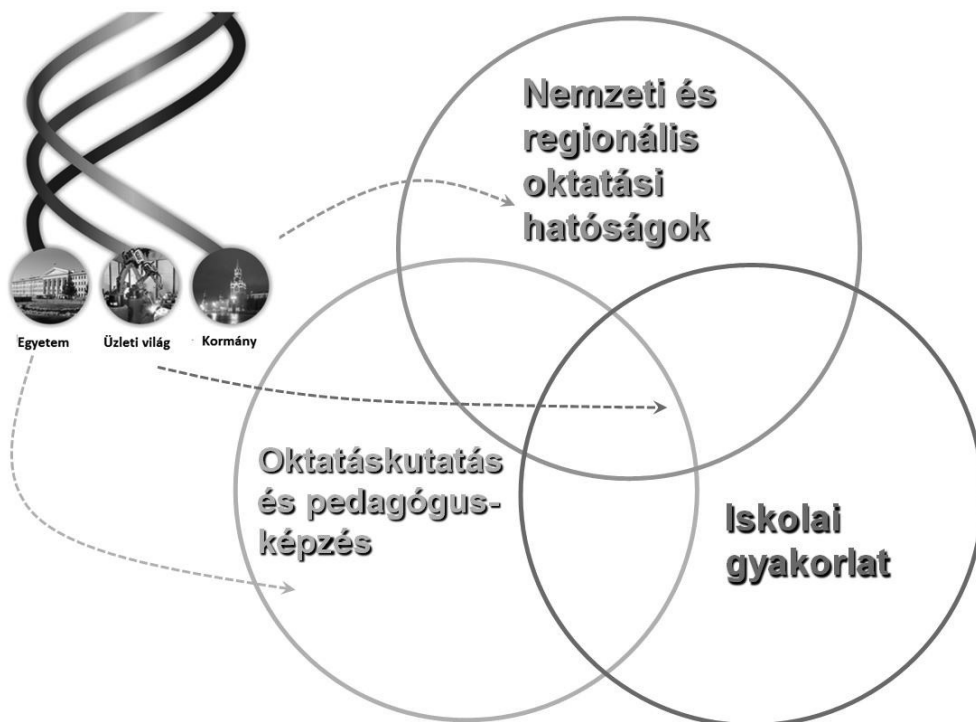 Nemzeti és
regionális
oktatási
hatóságok
Egyetem
Üzleti világ
Kormány
Oktatáskutatás
és pedagógus-
képzés
Iskolai
gyakorlat